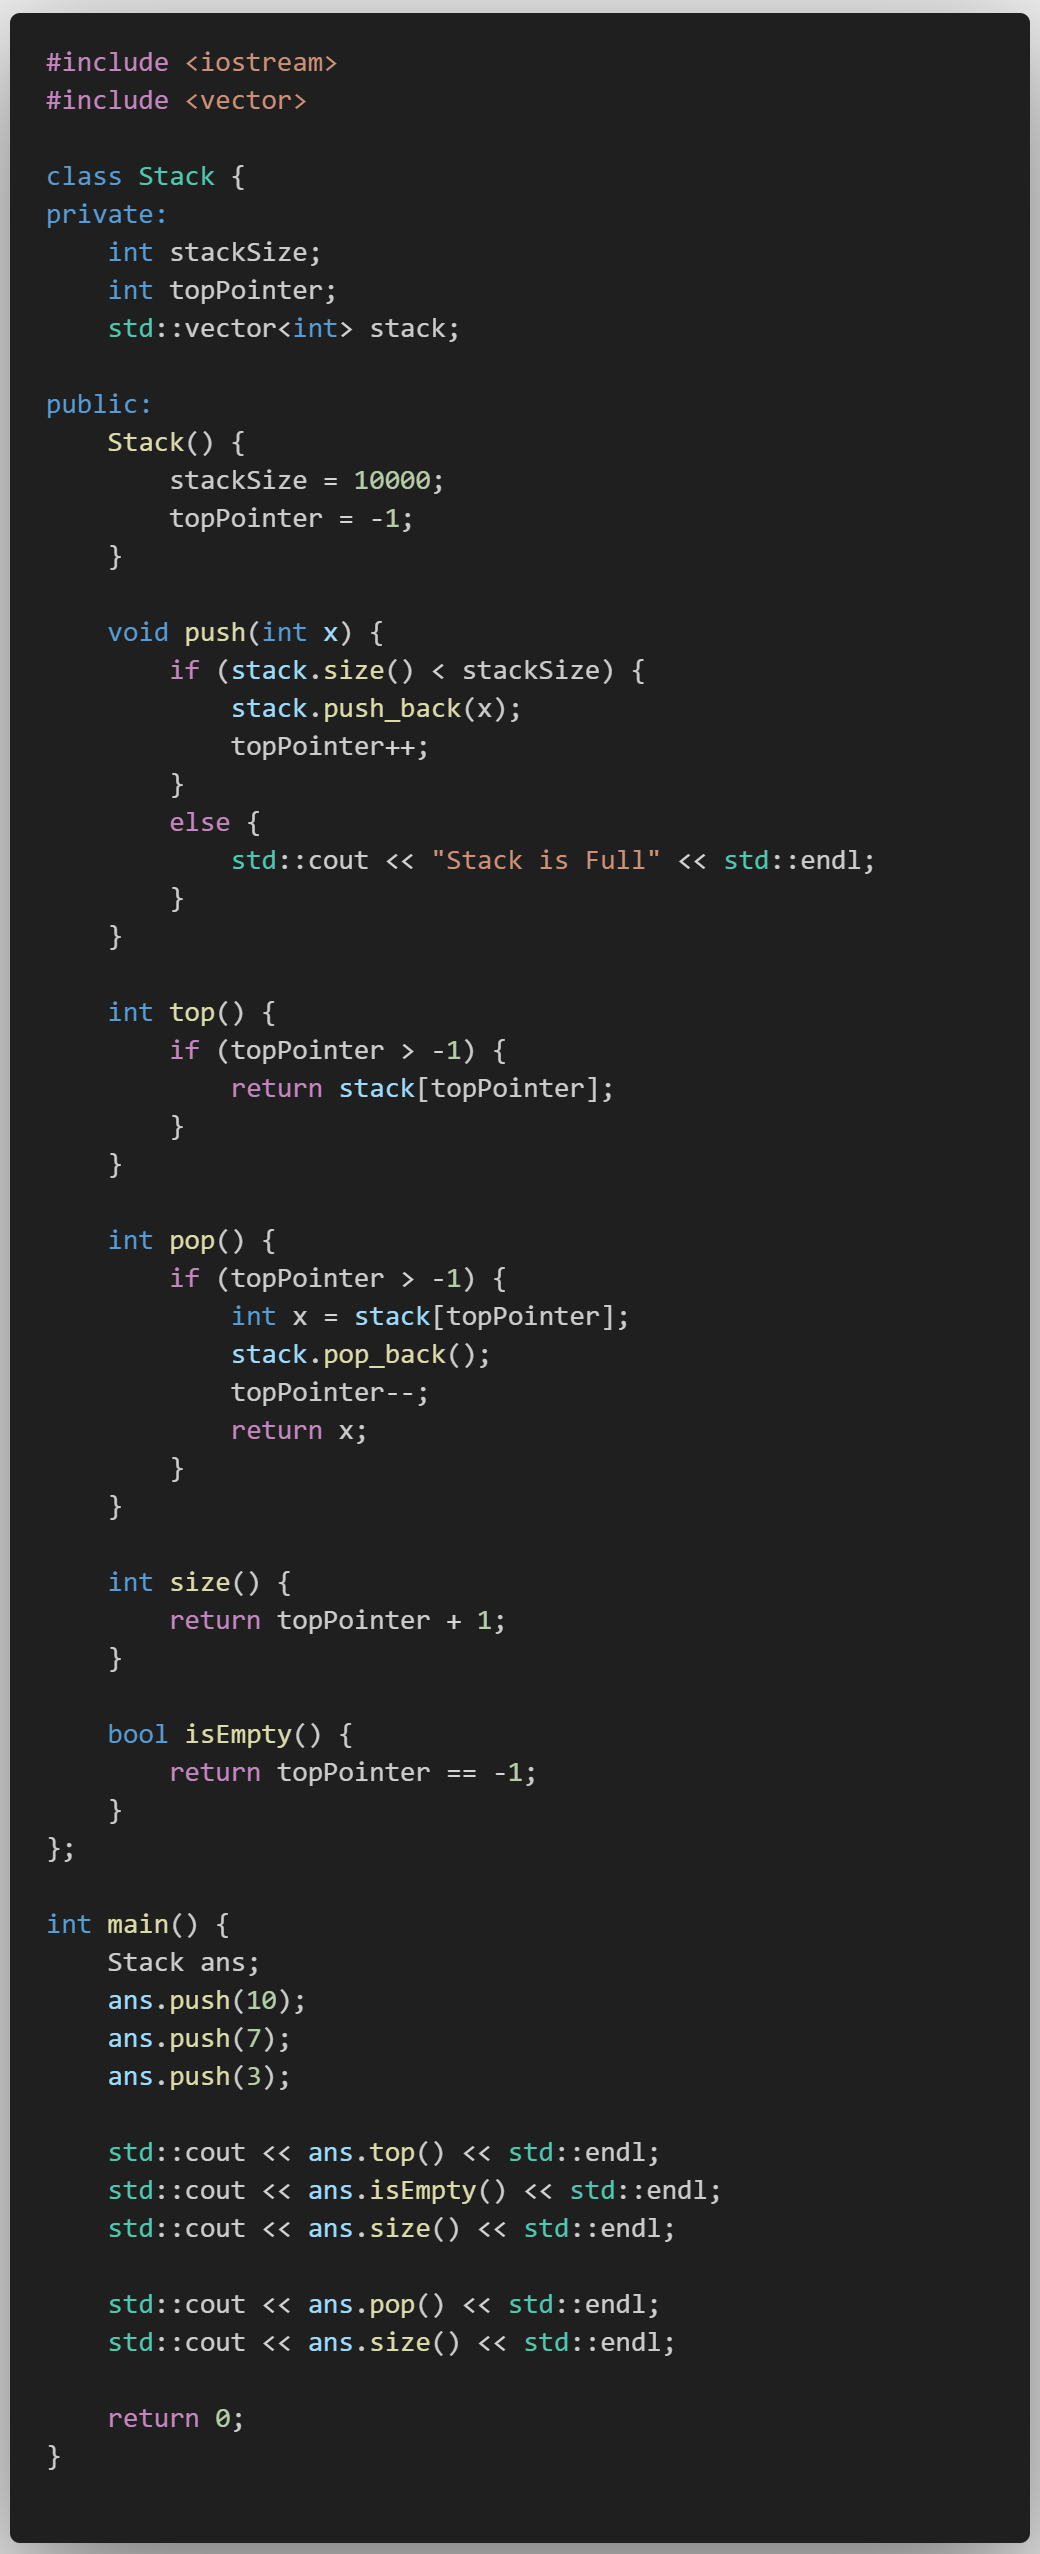 #include <iostream>
#include <vector>

class Stack {
private:
    int stackSize;
    int topPointer;
    std::vector<int> stack;

public:
    Stack() {
        stackSize = 10000;
        topPointer = -1;
    }

    void push(int x) {
        if (stack.size() < stackSize) {
            stack.push_back(x);
            topPointer++;
        }
        else {
            std::cout << "Stack is Full" << std::endl;
        }
    }

    int top() {
        if (topPointer > -1) {
            return stack[topPointer];
        }
    }

    int pop() {
        if (topPointer > -1) {
            int x = stack[topPointer];
            stack.pop_back();
            topPointer--;
            return x;
        }
    }

    int size() {
        return topPointer + 1;
    }

    bool isEmpty() {
        return topPointer == -1;
    }
};

int main() {
    Stack ans;
    ans.push(10);
    ans.push(7);
    ans.push(3);

    std::cout << ans.top() << std::endl;
    std::cout << ans.isEmpty() << std::endl;
    std::cout << ans.size() << std::endl;

    std::cout << ans.pop() << std::endl;
    std::cout << ans.size() << std::endl;

    return 0;
}